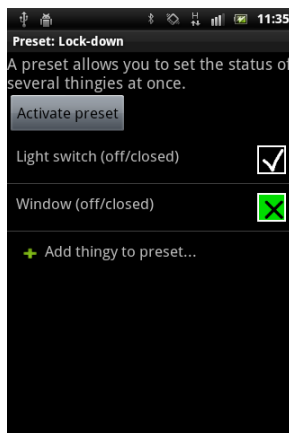 11:35
Preset: Lock-down
A preset allows you to set the status of
several thingies at once.
Activate preset
Light switch (off/closed)
Window (off/closed)
Add thingy to preset...